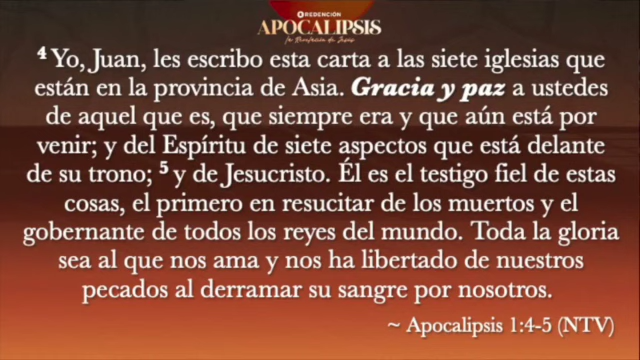 REDENCIÓN
APOCALIPSIS
la Revelación de Jesús
4 Yo, Juan, les escribo esta carta a las siete iglesias que
están en la provincia de Asia. Gracia y paz a ustedes
de aquel que es, que siempre era y que aún está por
venir; y del Espíritu de siete aspectos que está delante
de su trono; 5 y de Jesucristo. Él es el testigo fiel de estas
cosas, el primero en resucitar de los muertos y el
gobernante de todos los reyes del mundo. Toda la gloria
sea al que nos ama y nos ha libertado de nuestros
pecados al derramar su sangre por nosotros.
~ Apocalipsis 1:4-5 (NTV)